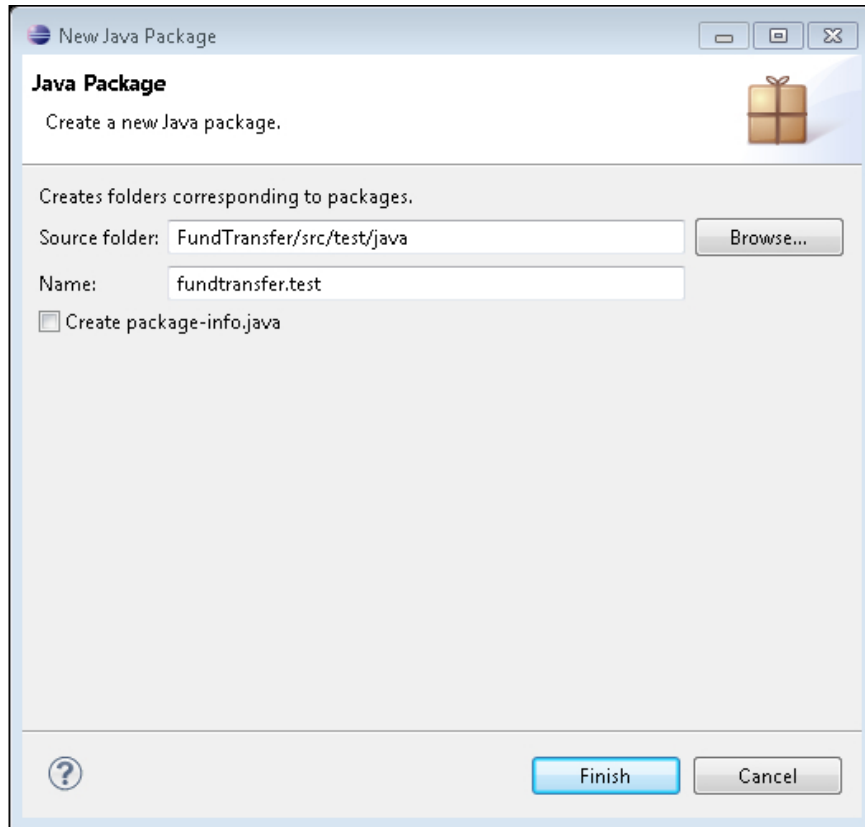 New Java Package
Java Package
Create a new Java package.
Creates folders corresponding to packages.
Source folder: FundTransfer/src/test/java Browse...
Name: fundtransfer.test
Create package-info.java
? Finish Cancel